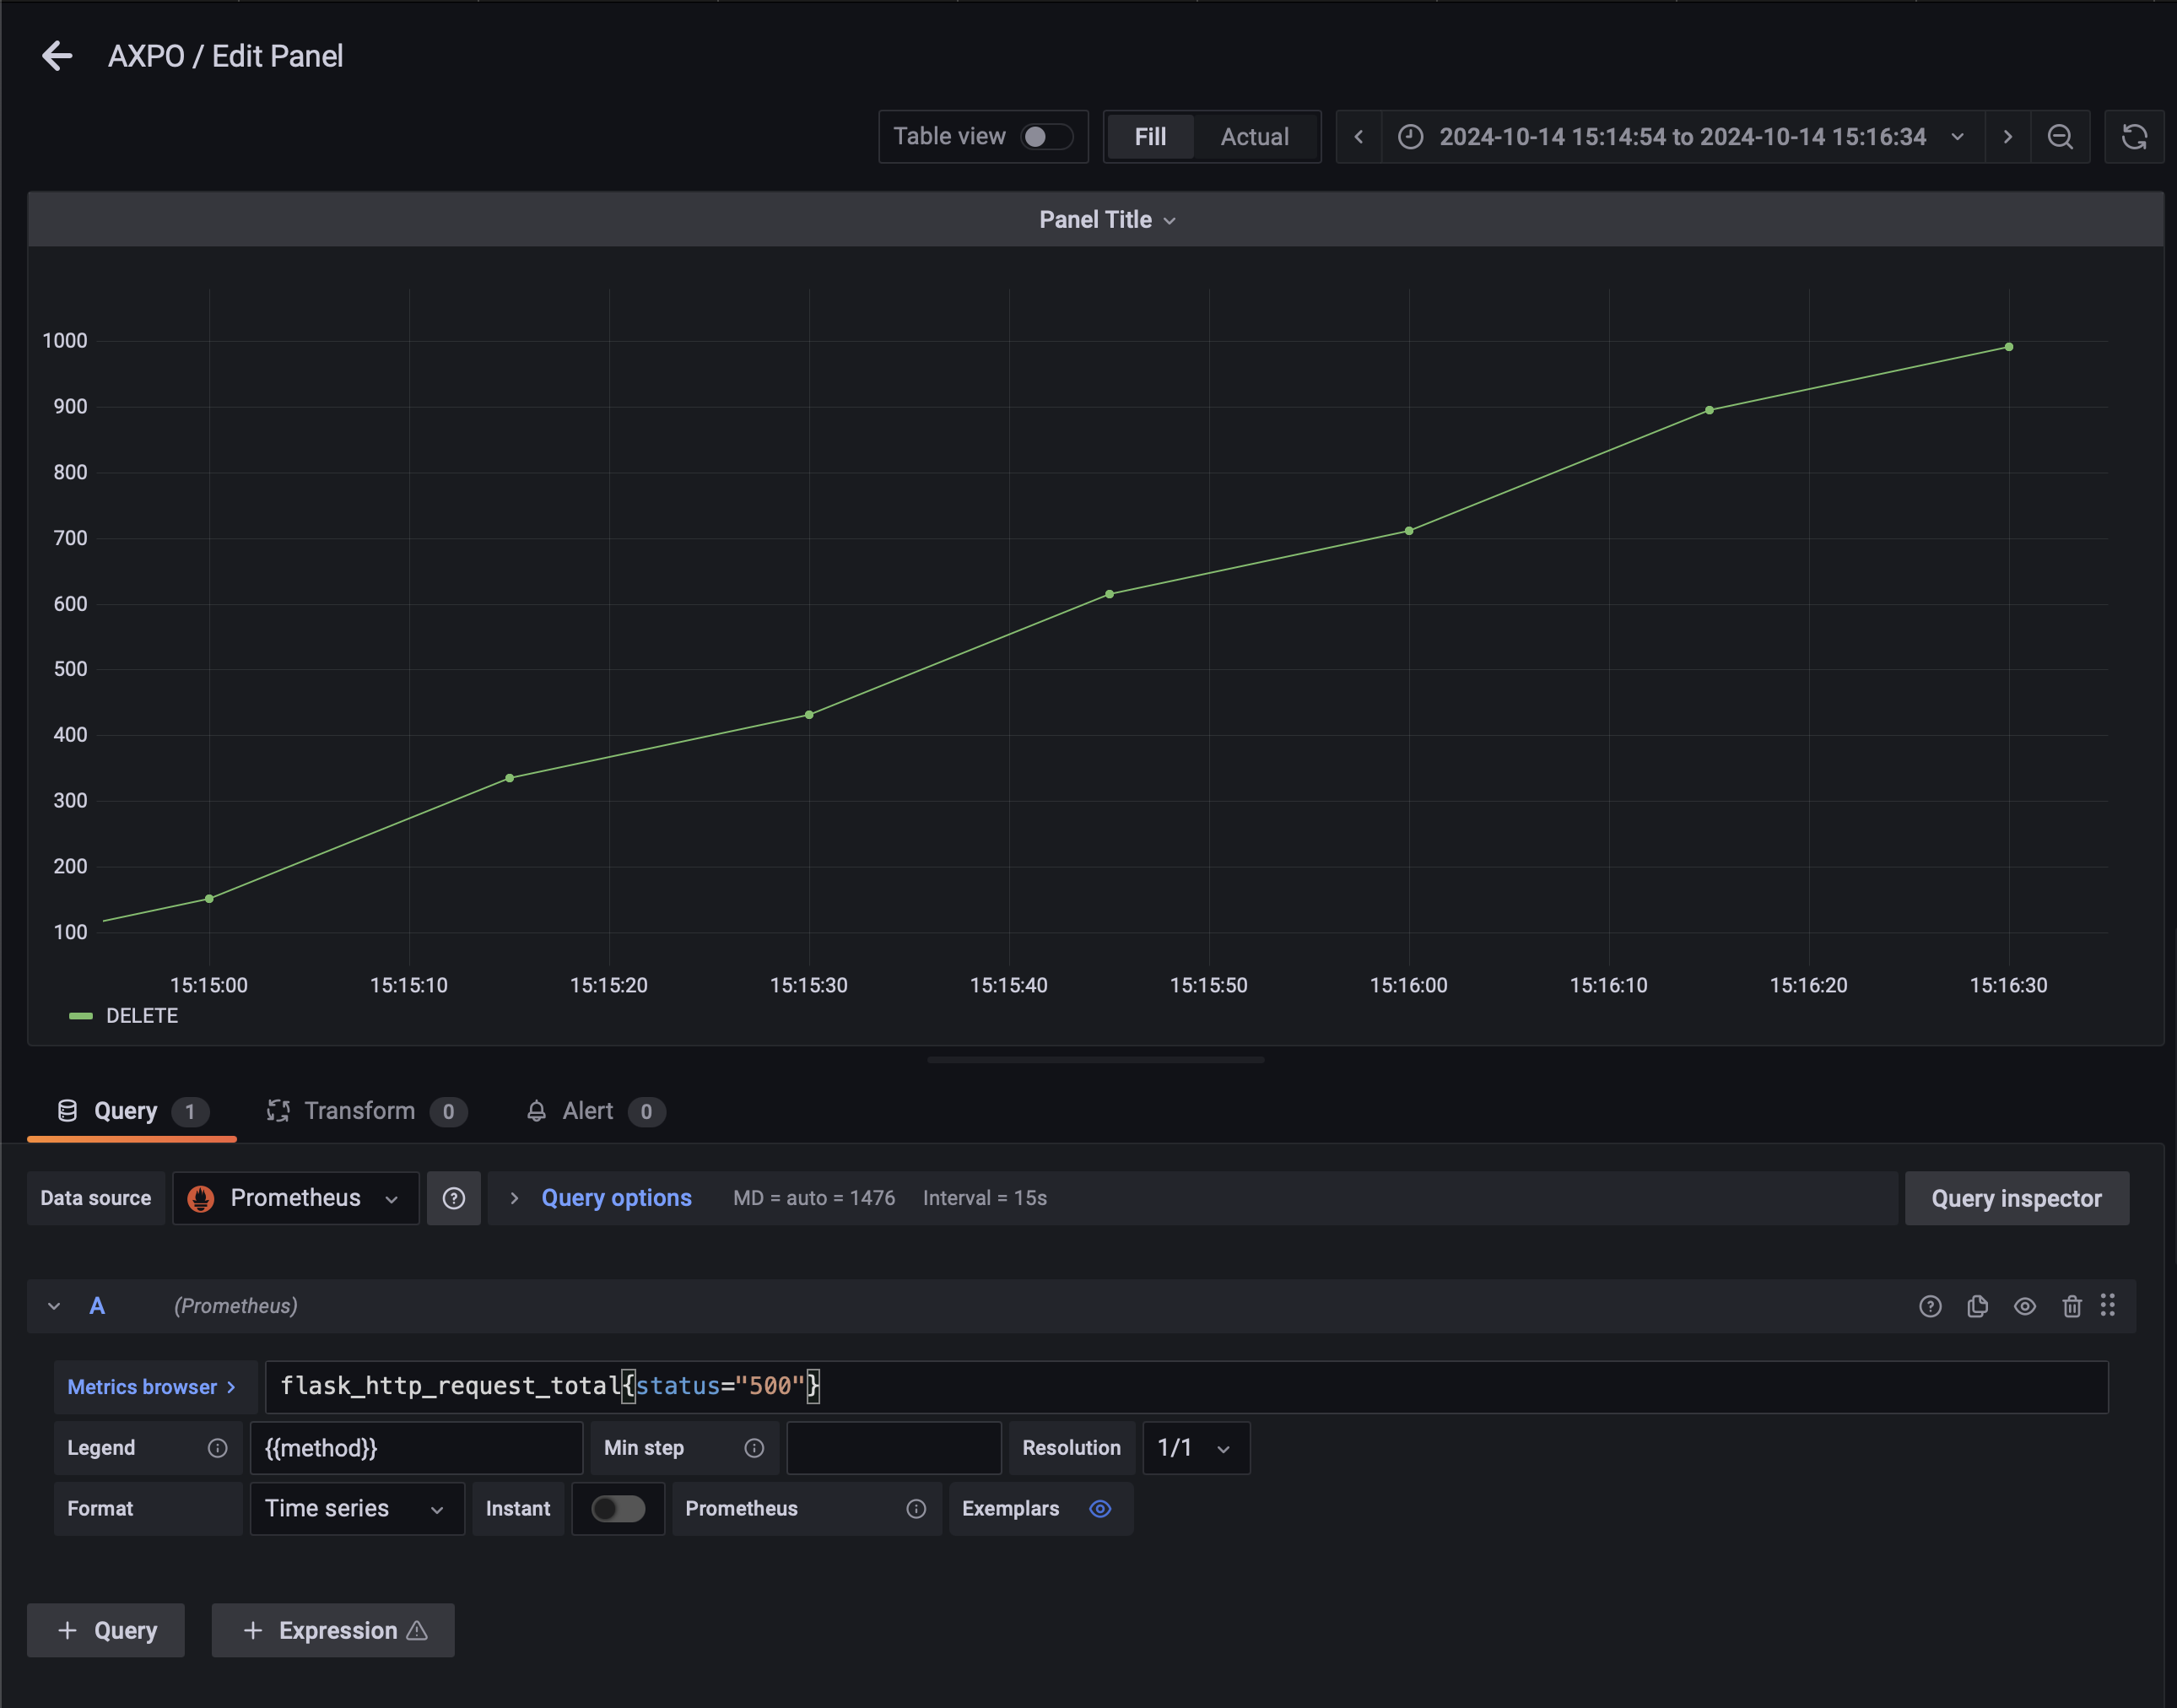 AXPO / Edit Panel
Table view Fill Actual 2024-10-14 15:14:54 to 2024-10-14 15:16:34
Panel Title
1000
900
800
700
600
500
400
300
200
100
15:15:00 15:15:10 15:15:20 15:15:30 15:15:40 15:15:50 15:16:00 15:16:10 15:16:20 15:16:30
DELETE
Query 1 Transform 0 Alert 0
Data source Prometheus Query options MD = auto = 1476 Interval = 15s Query inspector
A (Prometheus)
Metrics browser > flask_http_request_total{status="500"}
Legend {{method}} Min step Resolution 1/1
Format Time series Instant Prometheus Exemplars
+ Query + Expression